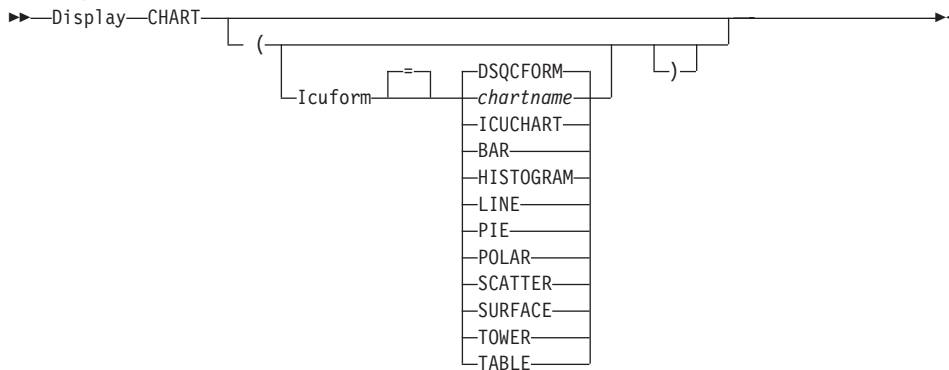 Display CHART
(
=
DSQCFORM
)
Icuform
chartname
ICUCHART
BAR
HISTOGRAM
LINE
PIE
POLAR
SCATTER
SURFACE
TOWER
TABLE